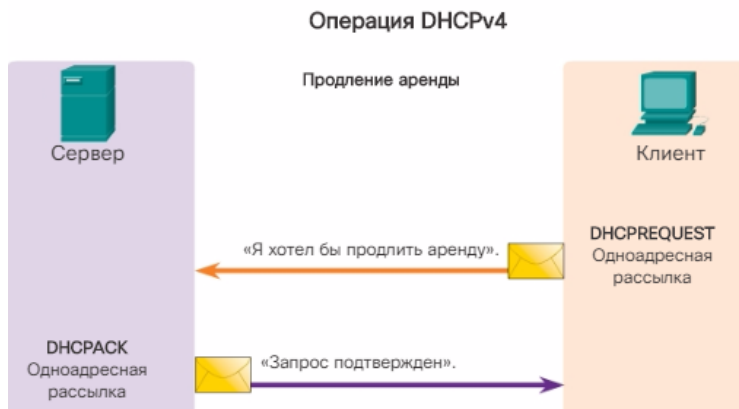 Операция DHCPv4
Продление аренды
Сервер
Клиент
«Я хотел бы продлить аренду».
DHCPREQUEST
Одноадресная
рассылка
DHCPACK
Одноадресная
рассылка
«Запрос подтвержден».